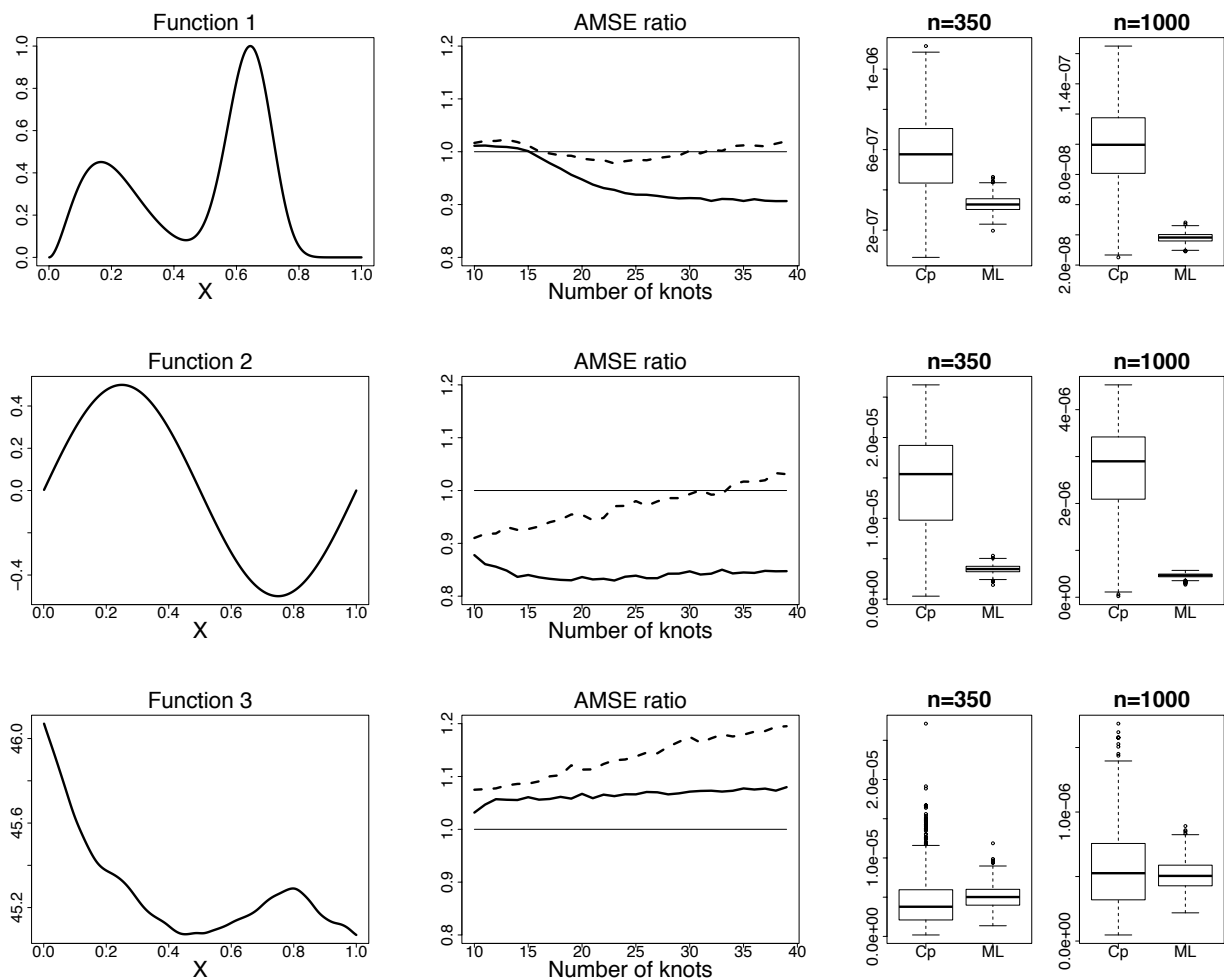 Function 1
AMSE ratio
n=350
n=1000
0.0 0.2 0.4 0.6 0.8 1.0
0.0 0.2 0.4 0.6 0.8 1.0
X
0.8 0.9 1.0 1.1 1.2
10 15 20 25 30 35 40
Number of knots
2e−07 6e−07 1e−06
Cp ML
2.0e−08 8.0e−08 1.4e−07
Cp ML
Function 2
AMSE ratio
n=350
n=1000
−0.4 0.0 0.2 0.4
0.0 0.2 0.4 0.6 0.8 1.0
X
0.8 0.9 1.0 1.1 1.2
10 15 20 25 30 35 40
Number of knots
0.0e+00 1.0e−05 2.0e−05
Cp ML
0e+00 2e−06 4e−06
Cp ML
Function 3
AMSE ratio
n=350
n=1000
45.2 45.6 46.0
0.0 0.2 0.4 0.6 0.8 1.0
X
0.8 0.9 1.0 1.1 1.2
10 15 20 25 30 35 40
Number of knots
0.0e+00 1.0e−05 2.0e−05
Cp ML
0.0e+00 1.0e−06
Cp ML